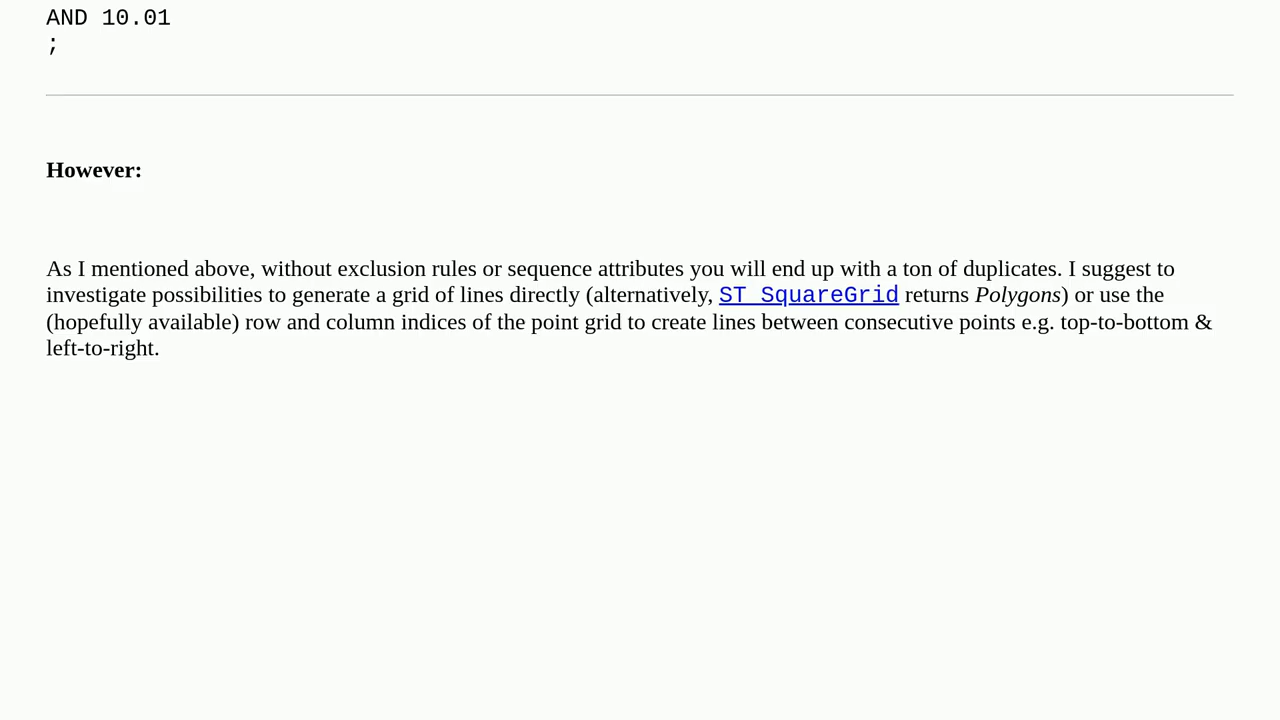 AND 10.01
;
However:
As I mentioned above, without exclusion rules or sequence attributes you will end up with a ton of duplicates. I suggest to
investigate possibilities to generate a grid of lines directly (alternatively, ST_SquareGrid returns Polygons) or use the
(hopefully available) row and column indices of the point grid to create lines between consecutive points e.g. top-to-bottom &
left-to-right.